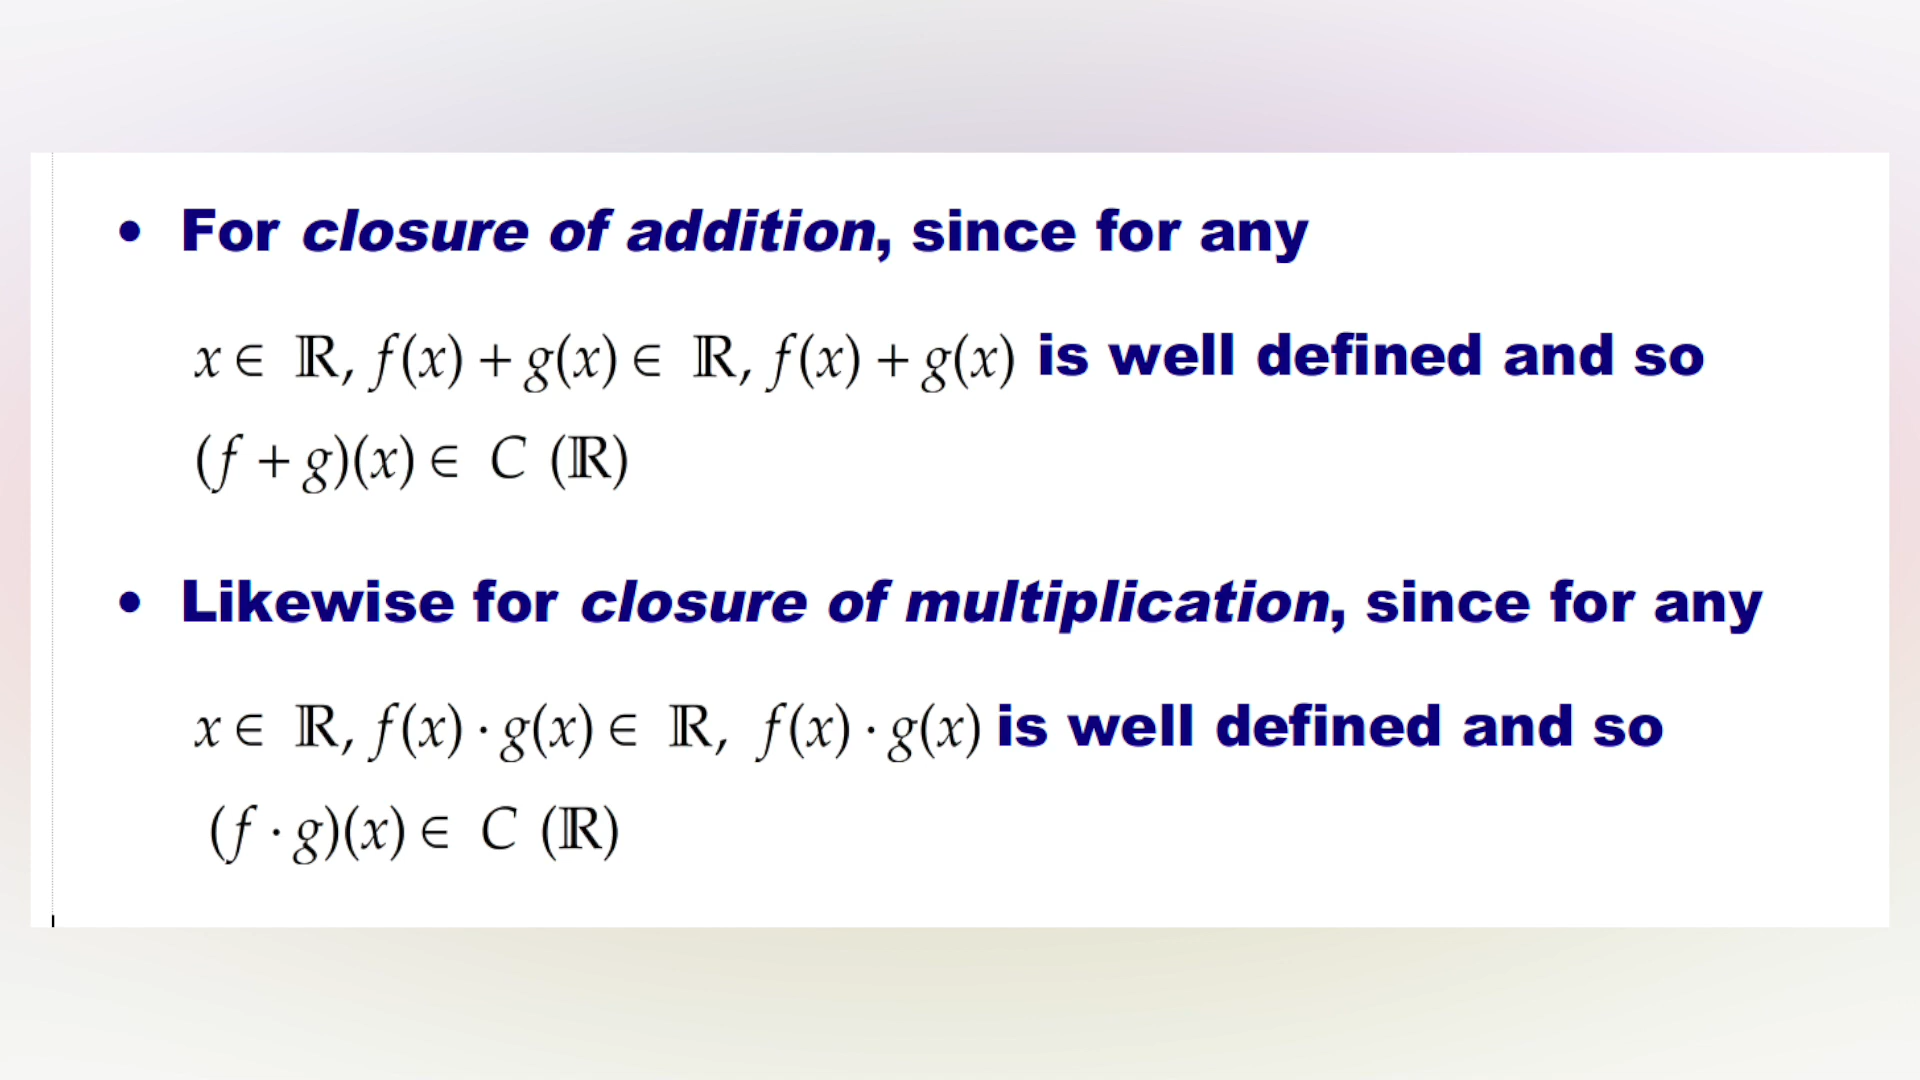 • For closure of addition, since for any
x ∈ ℝ, f(x) + g(x) ∈ ℝ, f(x) + g(x) is well defined and so
(f + g)(x) ∈ C (ℝ)
• Likewise for closure of multiplication, since for any
x ∈ ℝ, f(x) · g(x) ∈ ℝ, f(x) · g(x) is well defined and so
(f · g)(x) ∈ C (ℝ)